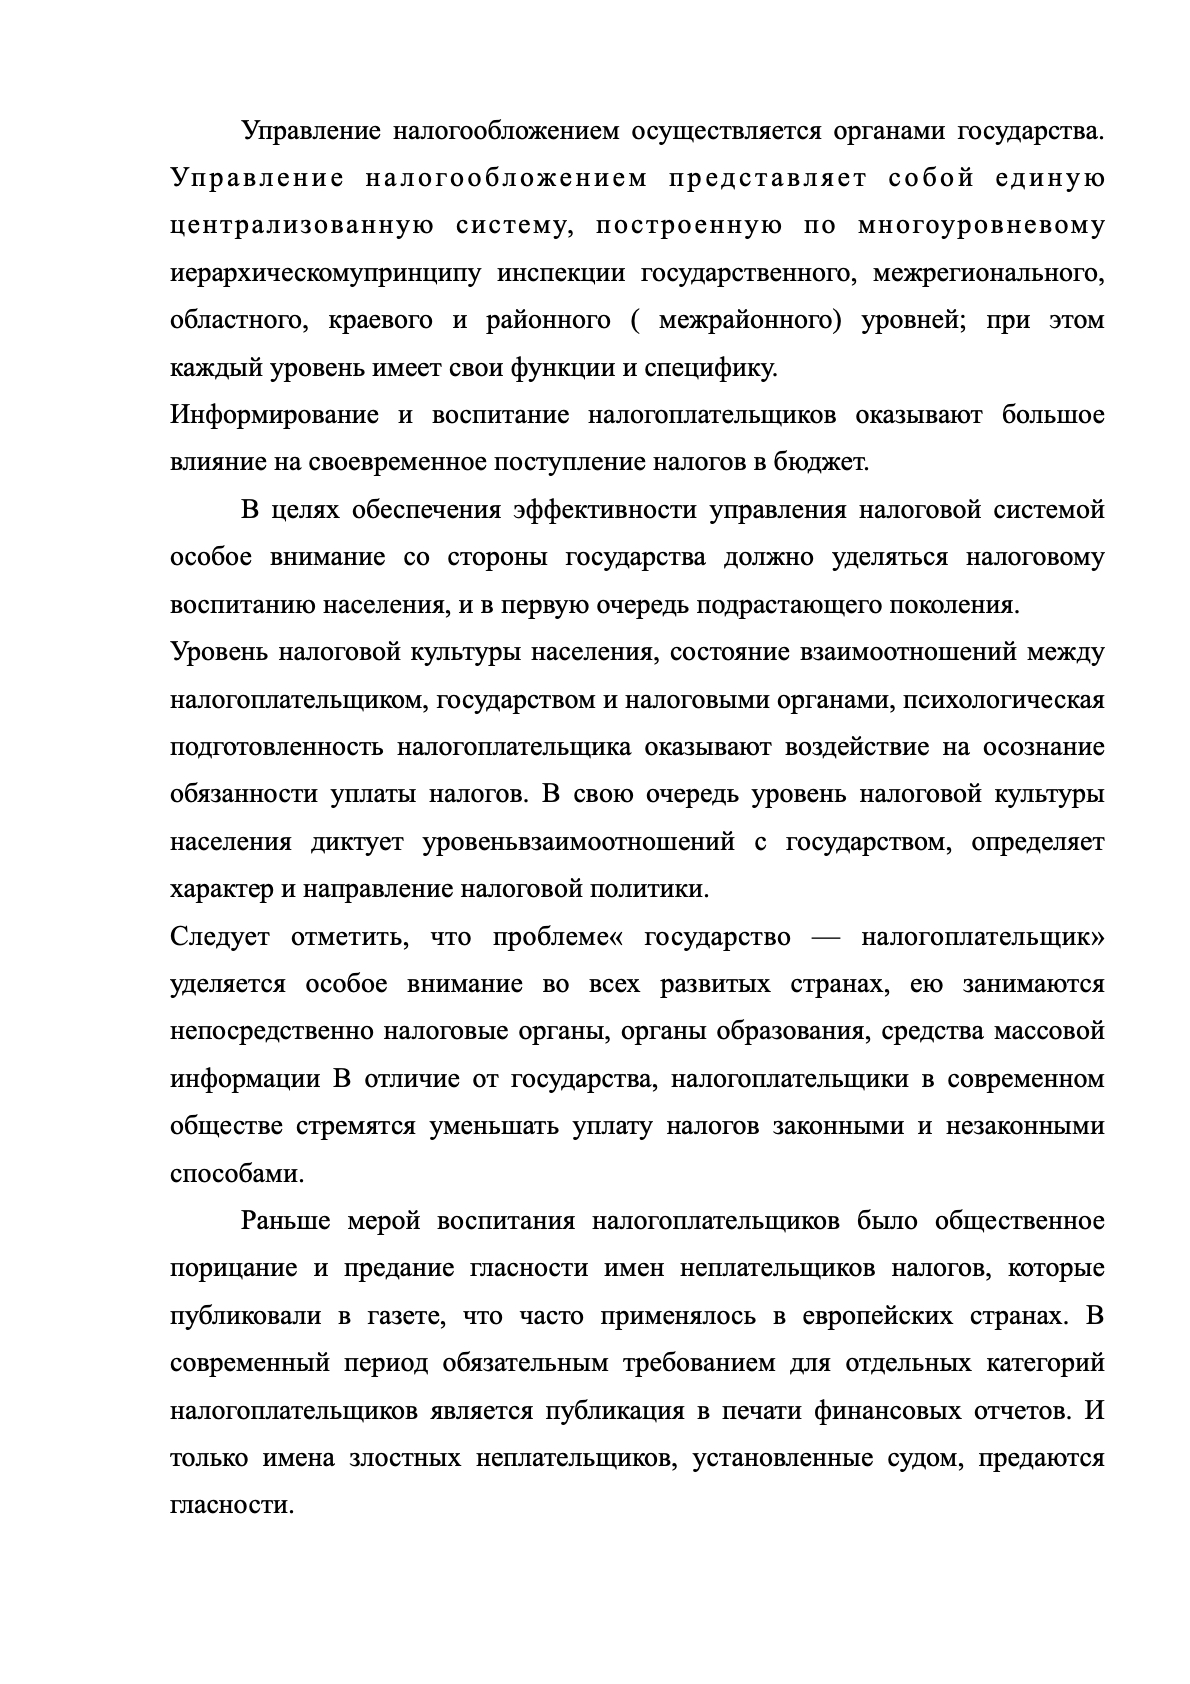 Управление налогообложением осуществляется органами государства.
Управление налогообложением представляет собой единую
централизованную систему, построенную по многоуровневому
иерархическомупринципу инспекции государственного, межрегионального,
областного, краевого и районного ( межрайонного) уровней; при этом
каждый уровень имеет свои функции и специфику.
Информирование и воспитание налогоплательщиков оказывают большое
влияние на своевременное поступление налогов в бюджет.
В целях обеспечения эффективности управления налоговой системой
особое внимание со стороны государства должно уделяться налоговому
воспитанию населения, и в первую очередь подрастающего поколения.
Уровень налоговой культуры населения, состояние взаимоотношений между
налогоплательщиком, государством и налоговыми органами, психологическая
подготовленность налогоплательщика оказывают воздействие на осознание
обязанности уплаты налогов. В свою очередь уровень налоговой культуры
населения диктует уровеньвзаимоотношений с государством, определяет
характер и направление налоговой политики.
Следует отметить, что проблеме« государство — налогоплательщик»
уделяется особое внимание во всех развитых странах, ею занимаются
непосредственно налоговые органы, органы образования, средства массовой
информации В отличие от государства, налогоплательщики в современном
обществе стремятся уменьшать уплату налогов законными и незаконными
способами.
Раньше мерой воспитания налогоплательщиков было общественное
порицание и предание гласности имен неплательщиков налогов, которые
публиковали в газете, что часто применялось в европейских странах. В
современный период обязательным требованием для отдельных категорий
налогоплательщиков является публикация в печати финансовых отчетов. И
только имена злостных неплательщиков, установленные судом, предаются
гласности.